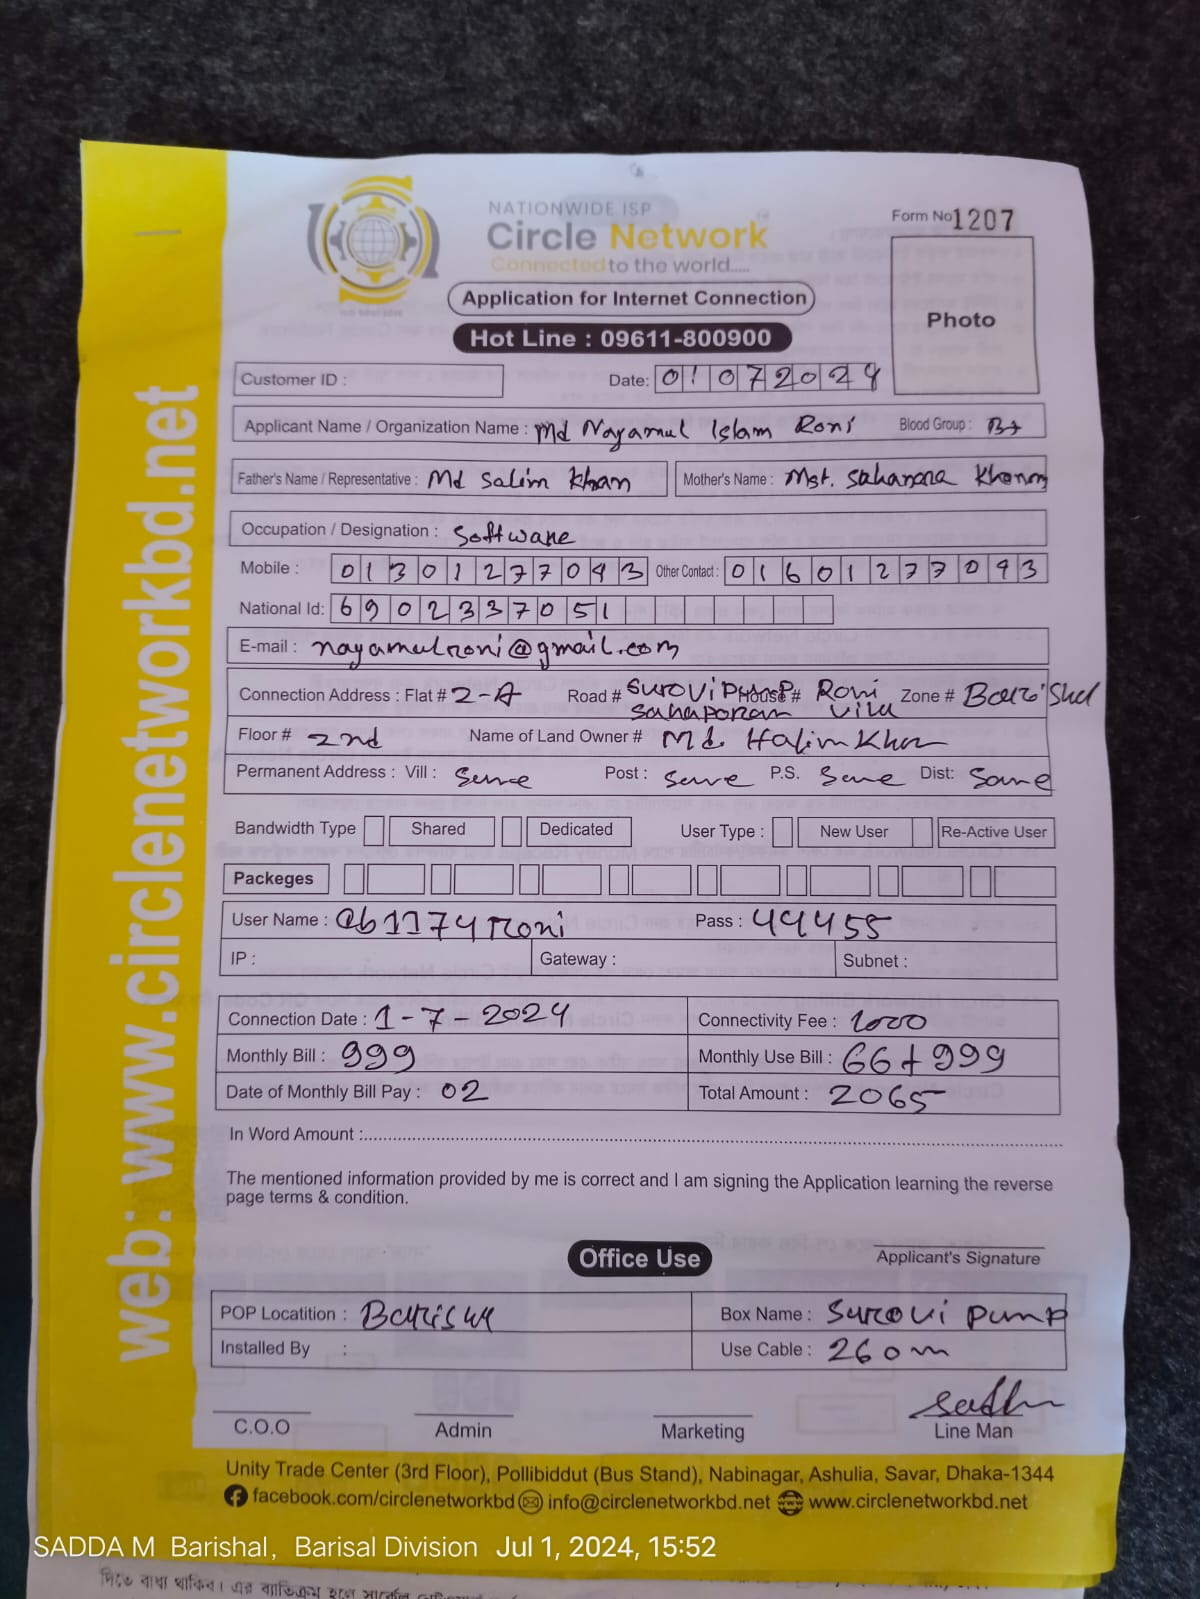 NATIONWIDE ISP
Circle Network
Connected to the world.....
Form No 1207
Photo
Application for Internet Connection
Hot Line : 09611-800900
Customer ID : Date: 01072024
Applicant Name / Organization Name : Md Nayamul Islam Roni Blood Group : B+
Father's Name / Representative : Md Salim Khan Mother's Name : Mst. Sahanara Khanom
Occupation / Designation : Software
Mobile : 01301277093 Other Contact : 01601277093
National Id: 6902337051
E-mail : nayamulroni@gmail.com
Connection Address : Flat # 2-A Road # Surovi Pump Sahaporan House # Roni Villa Zone # Barishal
Floor # 2nd Name of Land Owner # Md. Halim Khan
Permanent Address : Vill : Same Post : Same P.S. Same Dist: Same
Bandwidth Type Shared Dedicated User Type : New User Re-Active User
Packeges
User Name : @b1174roni Pass : 44455
IP : Gateway : Subnet :
Connection Date : 1-7-2024 Connectivity Fee : 1000
Monthly Bill : 999 Monthly Use Bill : 66+999
Date of Monthly Bill Pay : 02 Total Amount : 2065
In Word Amount :
The mentioned information provided by me is correct and I am signing the Application learning the reverse
page terms & condition.
Office Use Applicant's Signature
POP Locatition : Barishal Box Name : Surovi Pump
Installed By : Use Cable : 260m
C.O.O Admin Marketing Line Man
Unity Trade Center (3rd Floor), Pollibiddut (Bus Stand), Nabinagar, Ashulia, Savar, Dhaka-1344
facebook.com/circlenetworkbd info@circlenetworkbd.net www.circlenetworkbd.net
web: www.circlenetworkbd.net
SADDA M Barishal, Barisal Division Jul 1, 2024, 15:52
দিতে বাধ্য থাকিব। এর ব্যতিক্রম হলে